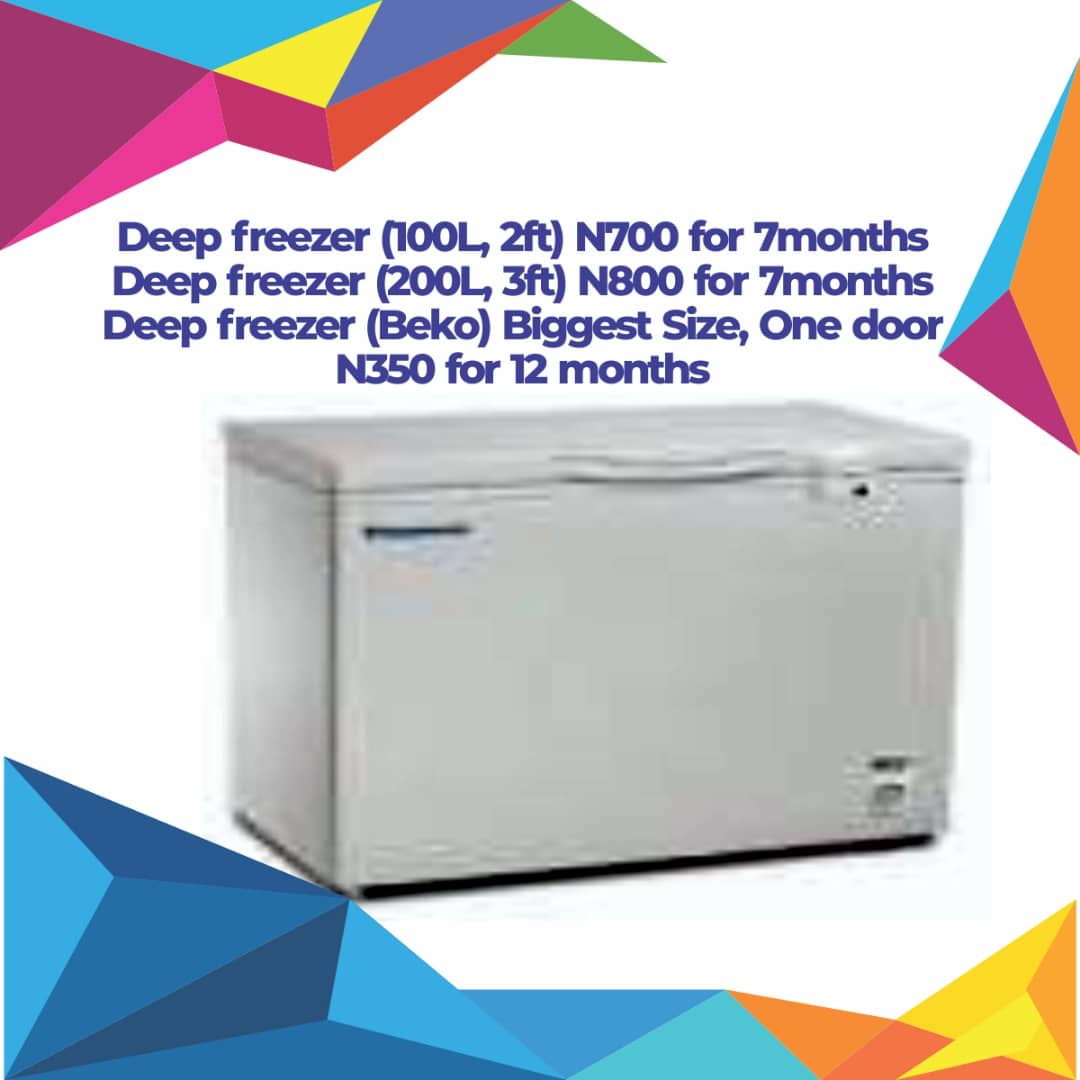 Deep freezer (100L, 2ft) N700 for 7months
Deep freezer (200L, 3ft) N800 for 7months
Deep freezer (Beko) Biggest Size, One door
N350 for 12 months